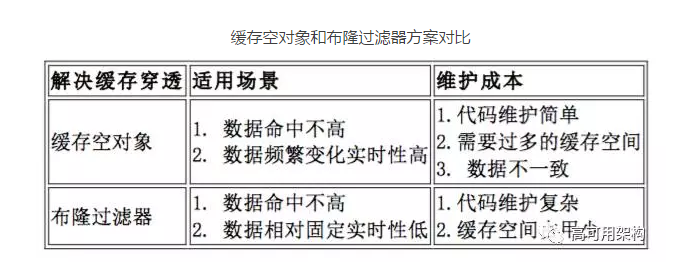 缓存空对象和布隆过滤器方案对比
解决缓存穿透 适用场景 维护成本
缓存空对象
1. 数据命中不高
2. 数据频繁变化实时性高
1.代码维护简单
2.需要过多的缓存空间
3. 数据不一致
布隆过滤器
1. 数据命中不高
2. 数据相对固定实时性低
1.代码维护复杂
2.缓存空间占用少
高可用架构